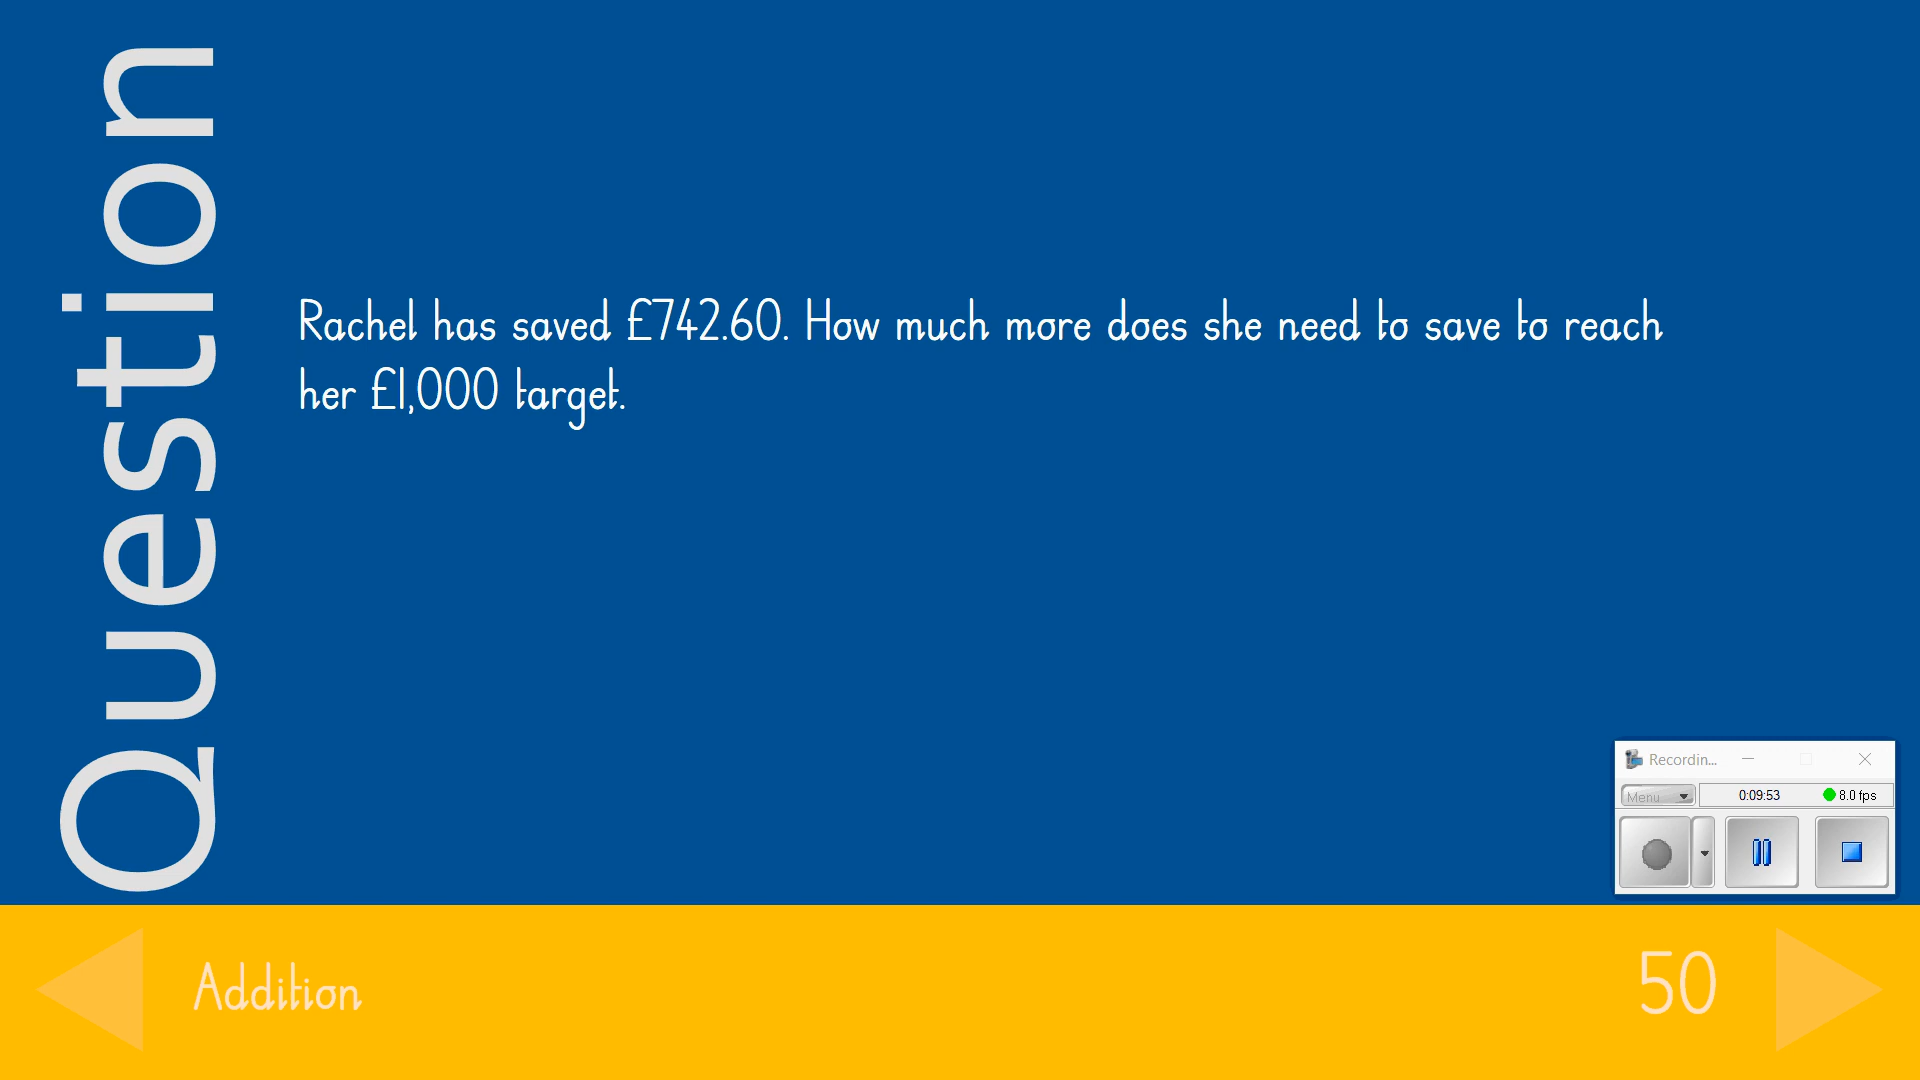 Question
Rachel has saved £742.60. How much more does she need to save to reach
her £1,000 target.
Recordin...
Menu
0:09:53
8.0 fps
Addition
50